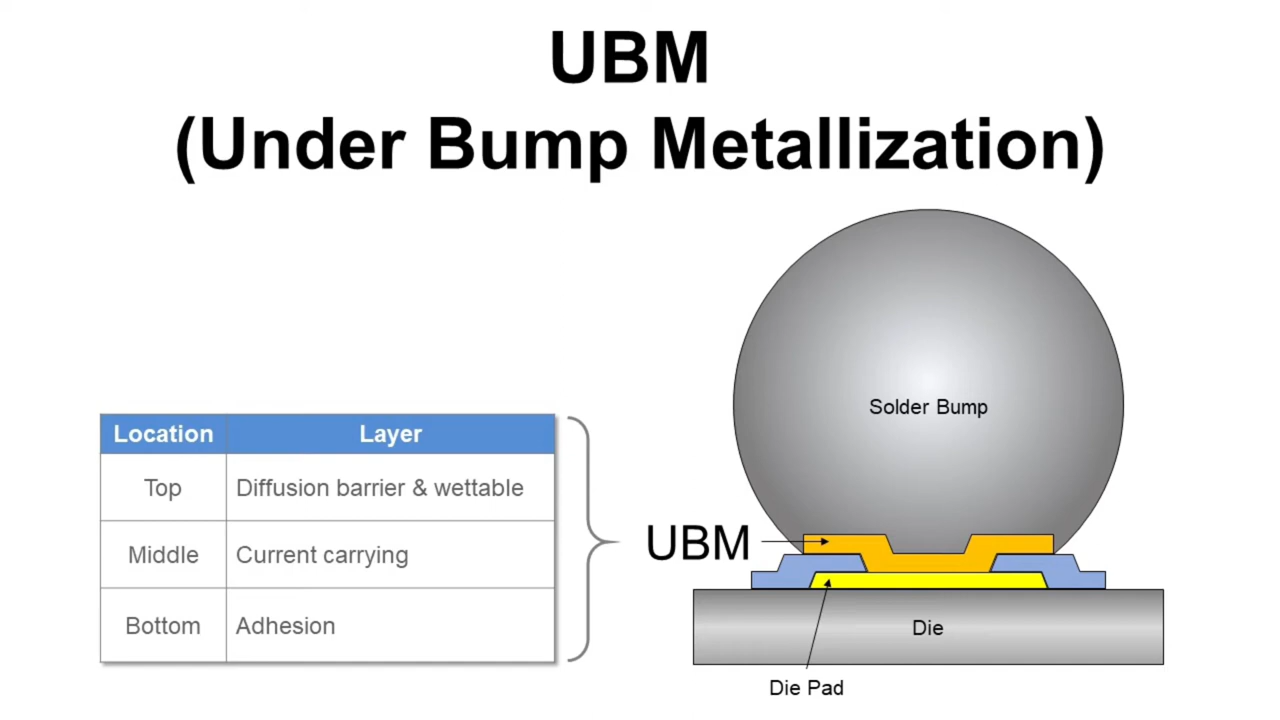 UBM
(Under Bump Metallization)
Location Layer
Top Diffusion barrier & wettable
Middle Current carrying
Bottom Adhesion
Solder Bump
UBM
Die
Die Pad